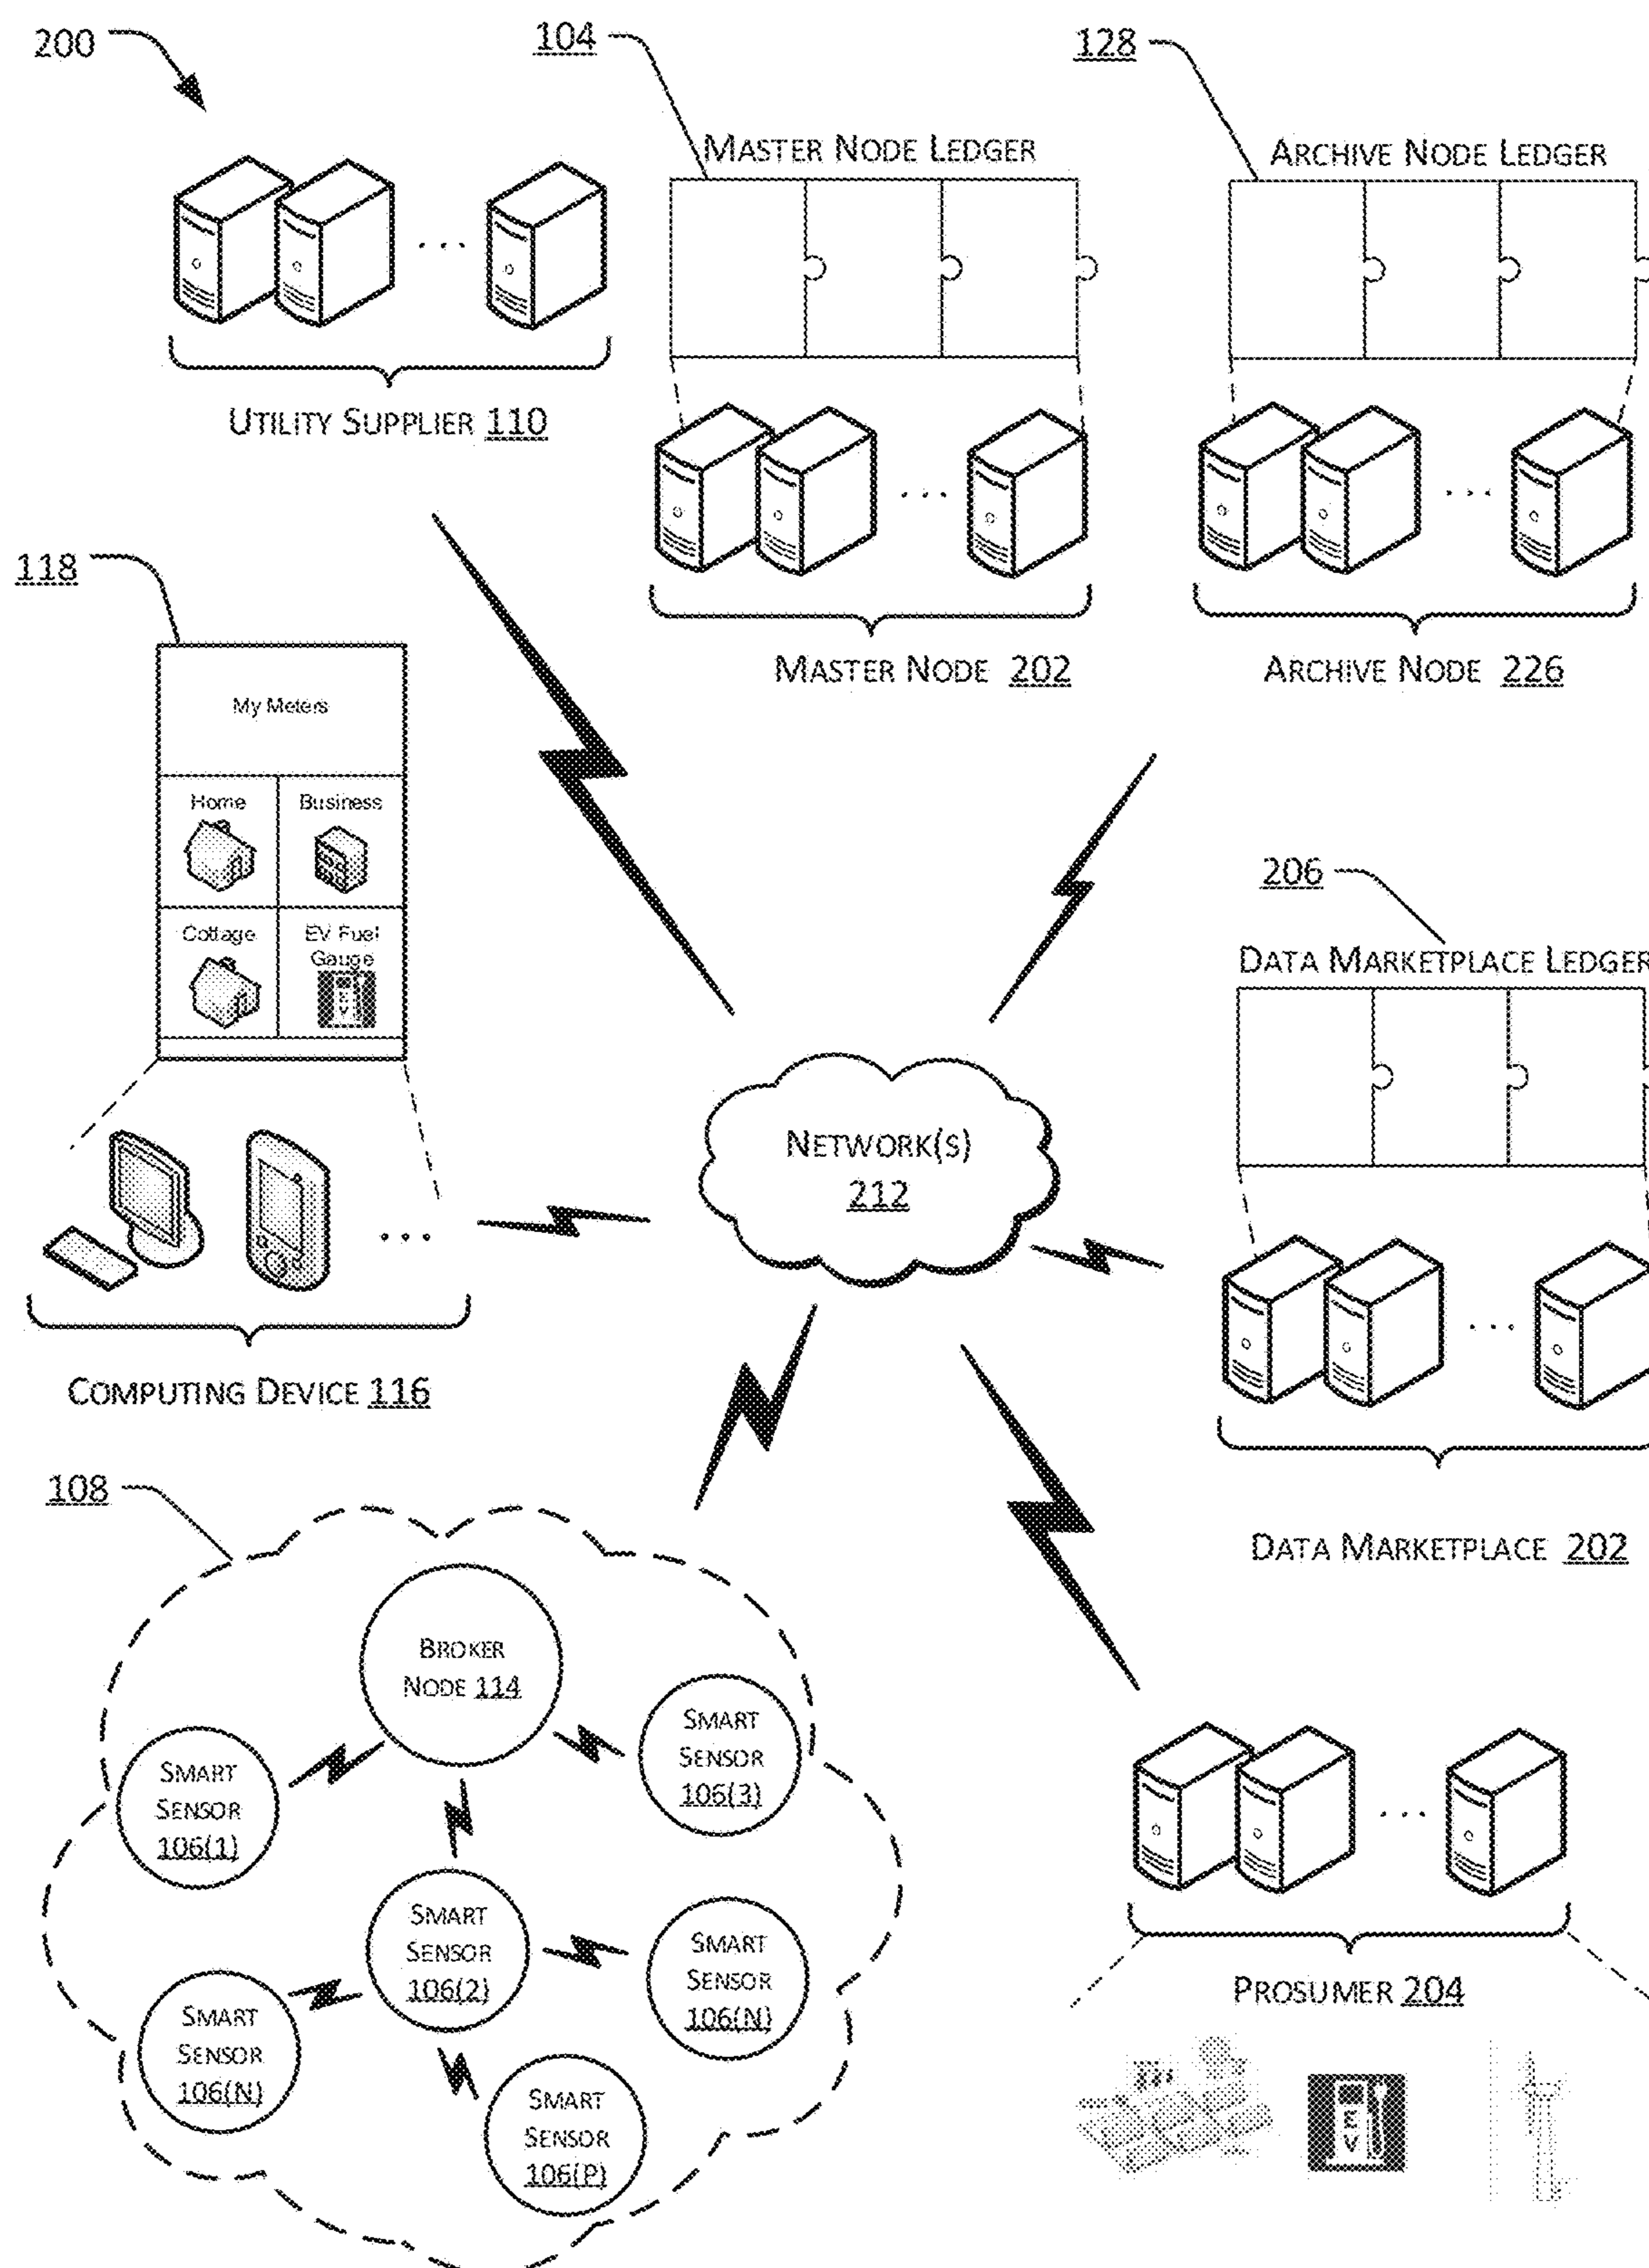 200
104
128
MASTER NODE LEDGER
ARCHIVE NODE LEDGER
...
UTILITY SUPPLIER 110
...
...
118
MASTER NODE 202
ARCHIVE NODE 226
My Meters
Home
Business
Cottage
EV Fuel
Gauge
EV
206
DATA MARKETPLACE LEDGER
NETWORK(S)
212
...
...
COMPUTING DEVICE 116
108
DATA MARKETPLACE 202
BROKER
NODE 114
SMART
SENSOR
106(3)
SMART
SENSOR
106(1)
SMART
SENSOR
106(2)
SMART
SENSOR
106(N)
SMART
SENSOR
106(N)
SMART
SENSOR
106(P)
...
PROSUMER 204
E
V